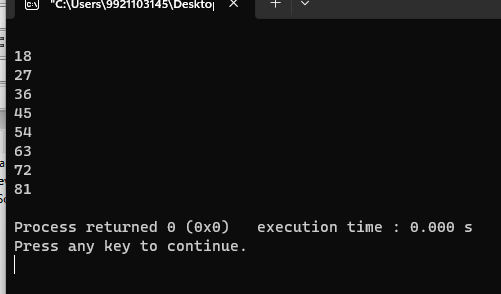 "C:\Users\9921103145\Desktop
18
27
36
45
54
63
72
81
Process returned 0 (0x0)   execution time : 0.000 s
Press any key to continue.